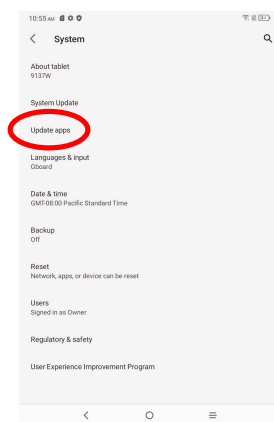 10:55 AM
System
About tablet
9137W
System Update
Update apps
Languages & input
Gboard
Date & time
GMT-08:00 Pacific Standard Time
Backup
Off
Reset
Network, apps, or device can be reset
Users
Signed in as Owner
Regulatory & safety
User Experience Improvement Program